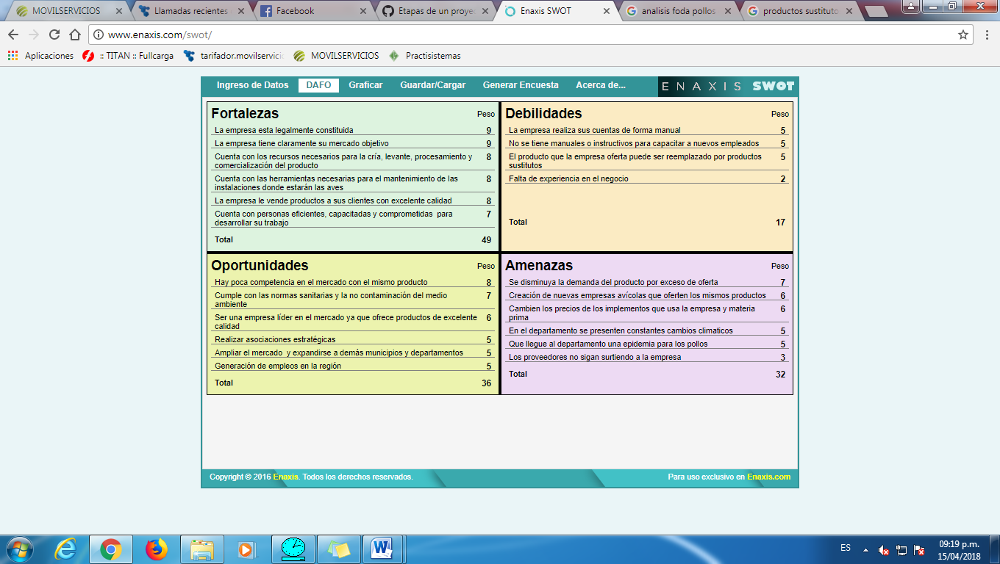 MOVILSERVICIOS
Llamadas recientes
Facebook
Etapas de un proye
Enaxis SWOT
analisis foda pollos
productos sustituto
www.enaxis.com/swot/
Aplicaciones
:: TITAN :: Fullcarga
tarifador.movilservicio
MOVILSERVICIOS
Practisistemas
Ingreso de Datos
DAFO
Graficar
Guardar/Cargar
Generar Encuesta
Acerca de...
ENAXIS SWOT
Fortalezas Peso
La empresa esta legalmente constituida 9
La empresa tiene claramente su mercado objetivo 9
Cuenta con los recursos necesarios para la cría, levante, procesamiento y 8
comercialización del producto
Cuenta con las herramientas necesarias para el mantenimiento de las 8
instalaciones donde estarán las aves
La empresa le vende productos a sus clientes con excelente calidad 8
Cuenta con personas eficientes, capacitadas y comprometidas para 7
desarrollar su trabajo
Total 49
Debilidades Peso
La empresa realiza sus cuentas de forma manual 5
No se tiene manuales o instructivos para capacitar a nuevos empleados 5
El producto que la empresa oferta puede ser reemplazado por productos 5
sustitutos
Falta de experiencia en el negocio 2
Total 17
Oportunidades Peso
Hay poca competencia en el mercado con el mismo producto 8
Cumple con las normas sanitarias y la no contaminación del medio 7
ambiente
Ser una empresa líder en el mercado ya que ofrece productos de excelente 6
calidad
Realizar asociaciones estratégicas 5
Ampliar el mercado y expandirse a demás municipios y departamentos 5
Generación de empleos en la región 5
Total 36
Amenazas Peso
Se disminuya la demanda del producto por exceso de oferta 7
Creación de nuevas empresas avícolas que oferten los mismos productos 6
Cambien los precios de los implementos que usa la empresa y materia 6
prima
En el departamento se presenten constantes cambios climaticos 5
Que llegue al departamento una epidemia para los pollos 5
Los proveedores no sigan surtiendo a la empresa 3
Total 32
Copyright © 2016 Enaxis. Todos los derechos reservados.
Para uso exclusivo en Enaxis.com
ES
09:19 p.m.
15/04/2018